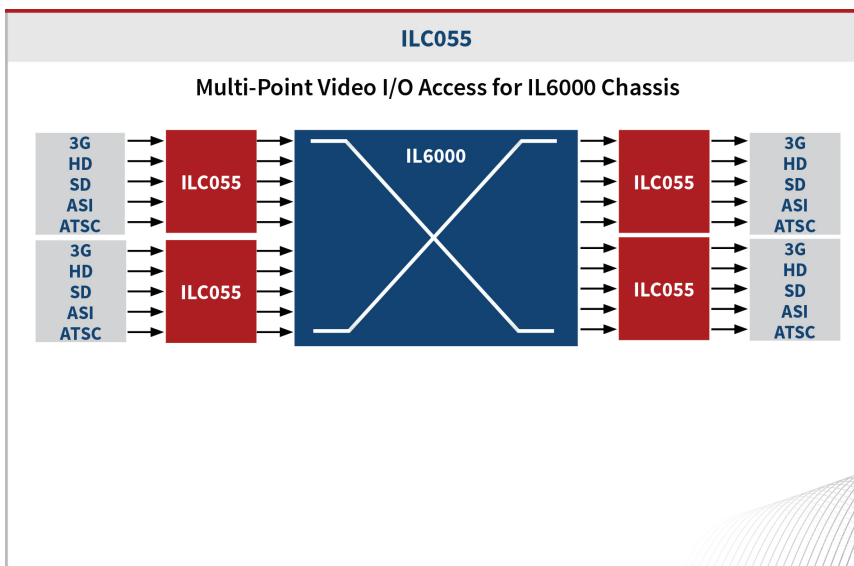 ILC055
Multi-Point Video I/O Access for IL6000 Chassis
3G
HD
SD
ASI
ATSC
3G
HD
SD
ASI
ATSC
ILC055
ILC055
IL6000
ILC055
ILC055
3G
HD
SD
ASI
ATSC
3G
HD
SD
ASI
ATSC